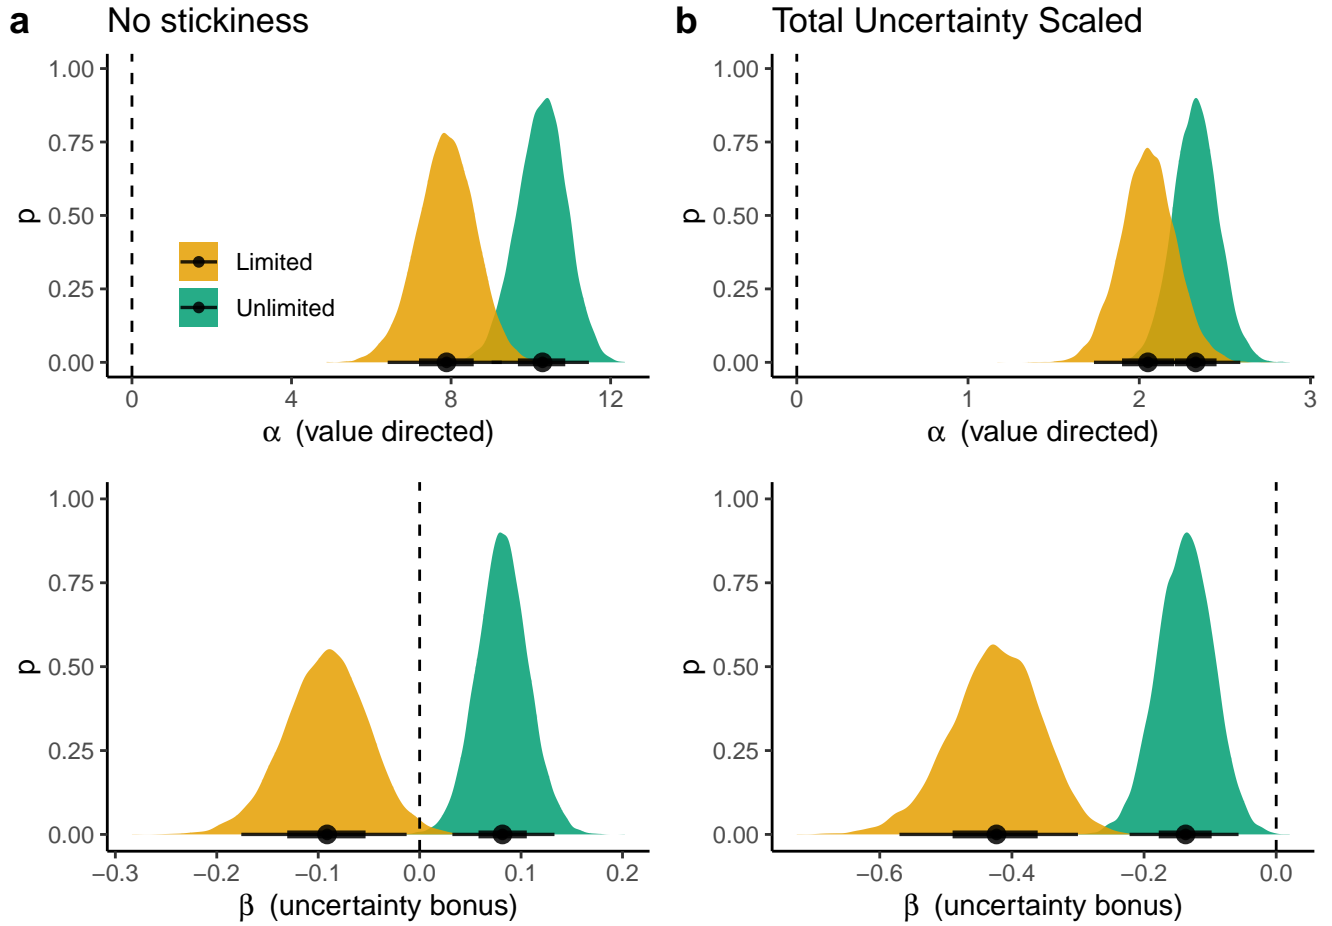 a No stickiness
1.00
0.75
0.50
0.25
0.00
p
Limited
Unlimited
0 4 8 12
α (value directed)
b Total Uncertainty Scaled
1.00
0.75
0.50
0.25
0.00
p
0 1 2 3
α (value directed)
1.00
0.75
0.50
0.25
0.00
p
−0.3 −0.2 −0.1 0.0 0.1 0.2
β (uncertainty bonus)
1.00
0.75
0.50
0.25
0.00
p
−0.6 −0.4 −0.2 0.0
β (uncertainty bonus)